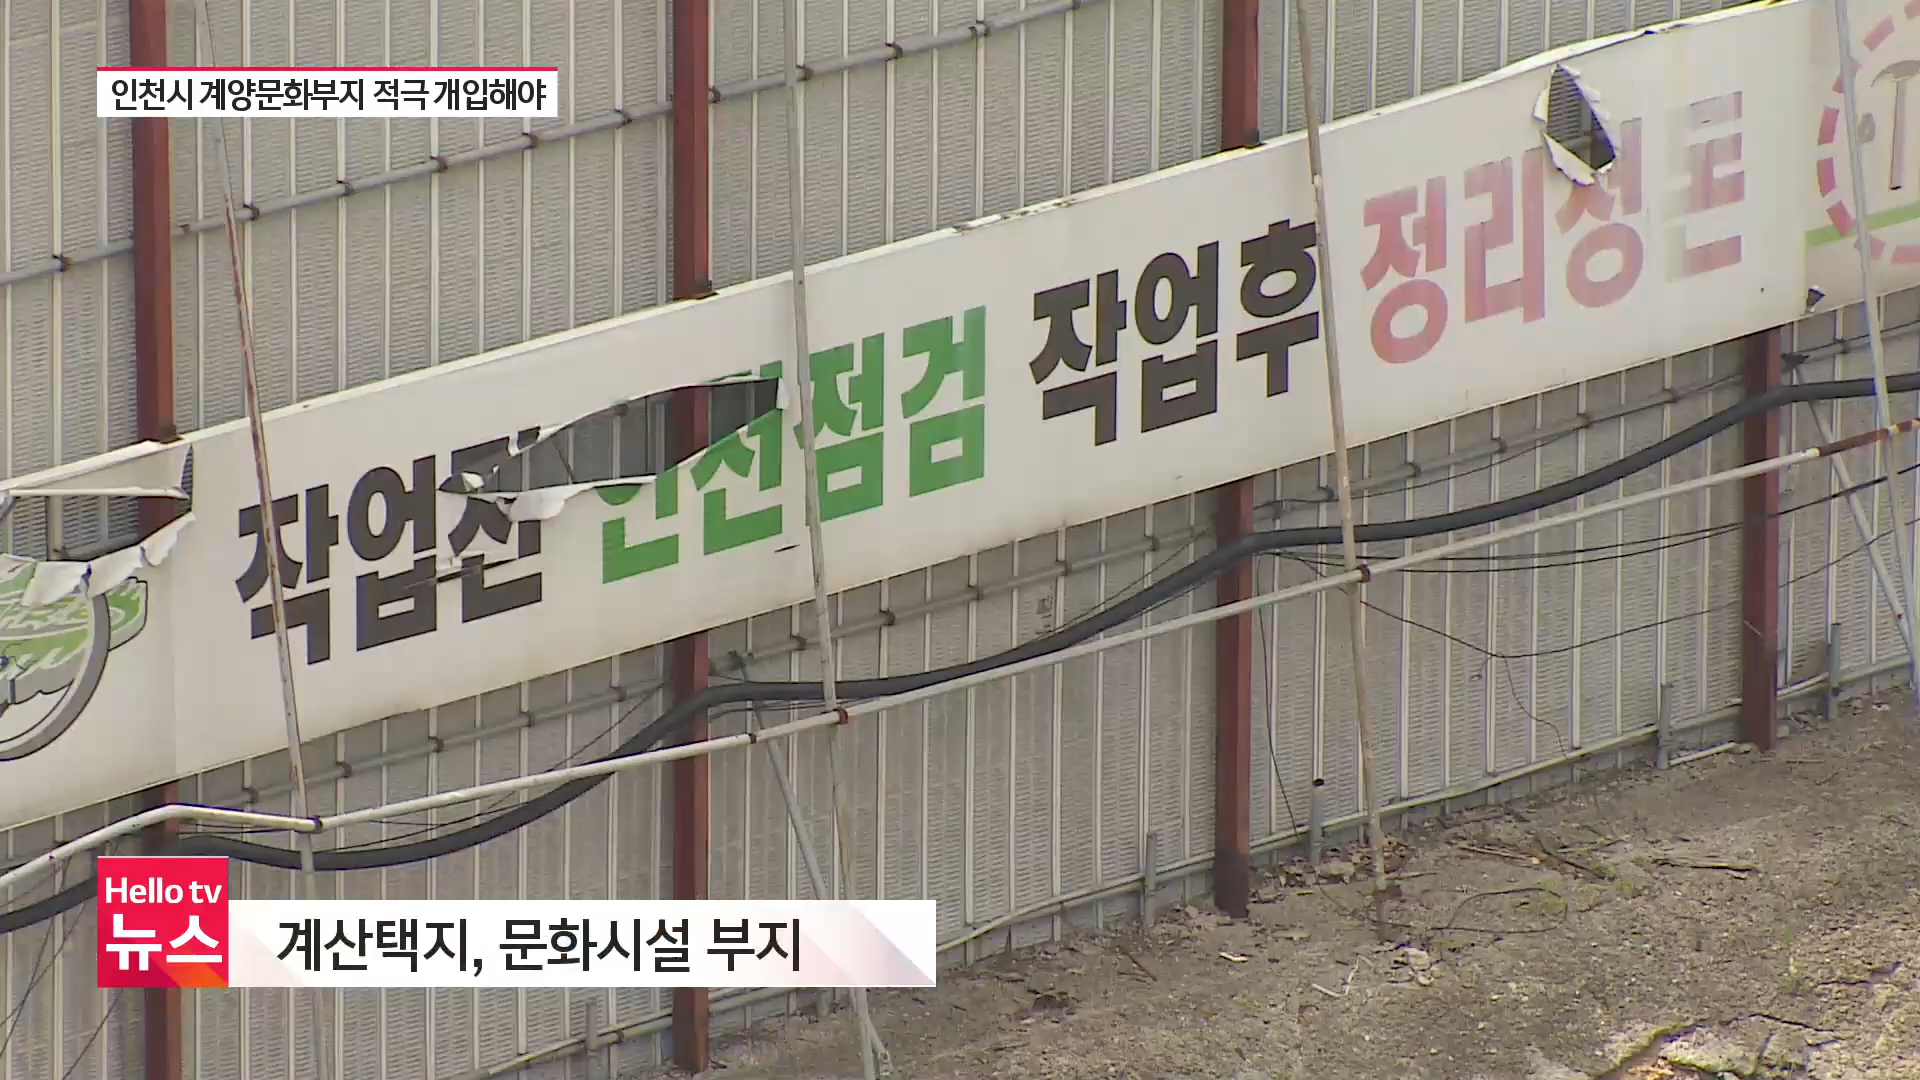 인천시 계양문화부지 적극 개입해야
작업전 안전점검 작업후 정리정돈
Hello tv
뉴스
계산택지, 문화시설 부지